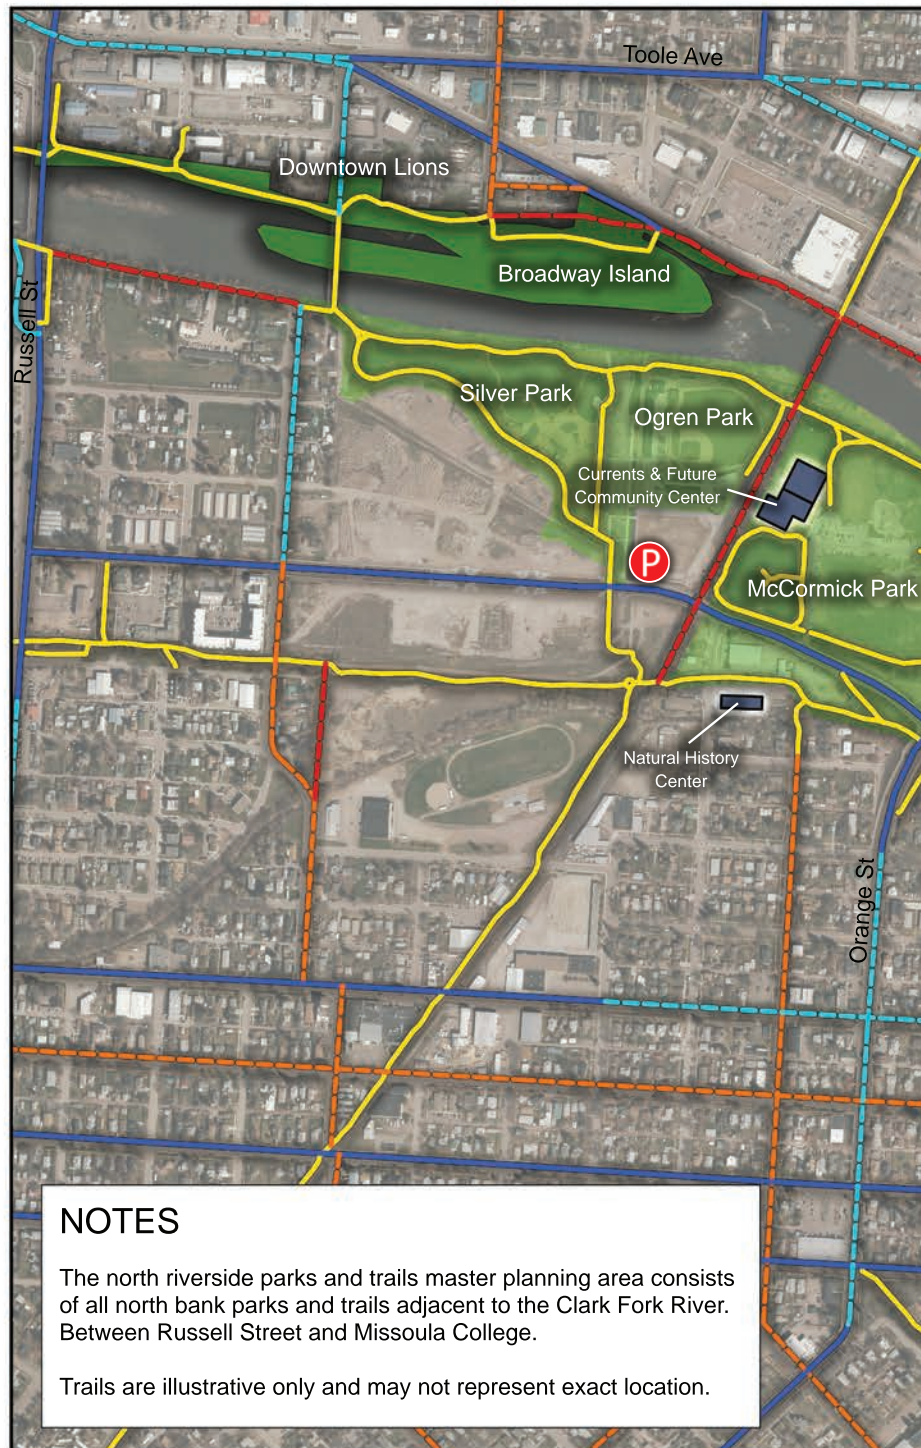 Toole Ave
Downtown Lions
Broadway Island
Russell St
Silver Park
Ogren Park
Currents & Future
Community Center
P
McCormick Park
Natural History
Center
Orange St
NOTES
The north riverside parks and trails master planning area consists
of all north bank parks and trails adjacent to the Clark Fork River.
Between Russell Street and Missoula College.
Trails are illustrative only and may not represent exact location.